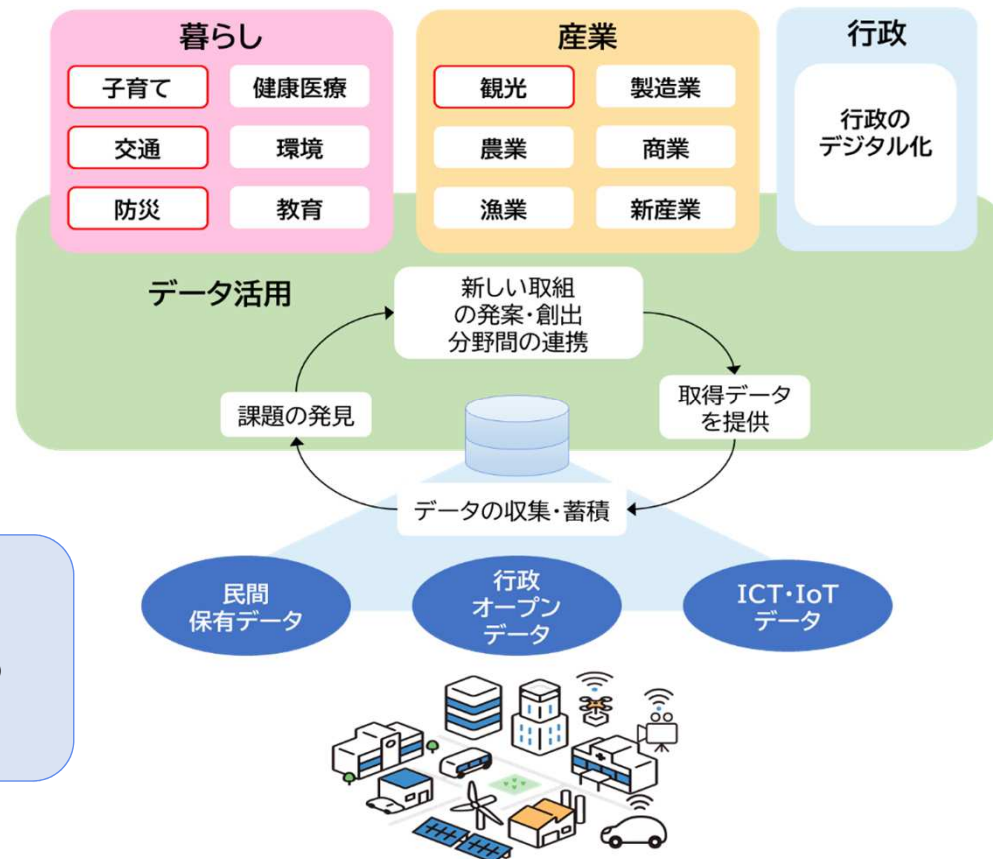 暮らし
子育て
健康医療
交通
環境
防災
教育
産業
観光
製造業
農業
商業
漁業
新産業
行政
行政の
デジタル化
データ活用
新しい取組
の発案・創出
分野間の連携
課題の発見
取得データ
を提供
データの収集・蓄積
民間
保有データ
行政
オープン
データ
ICT・IoT
データ